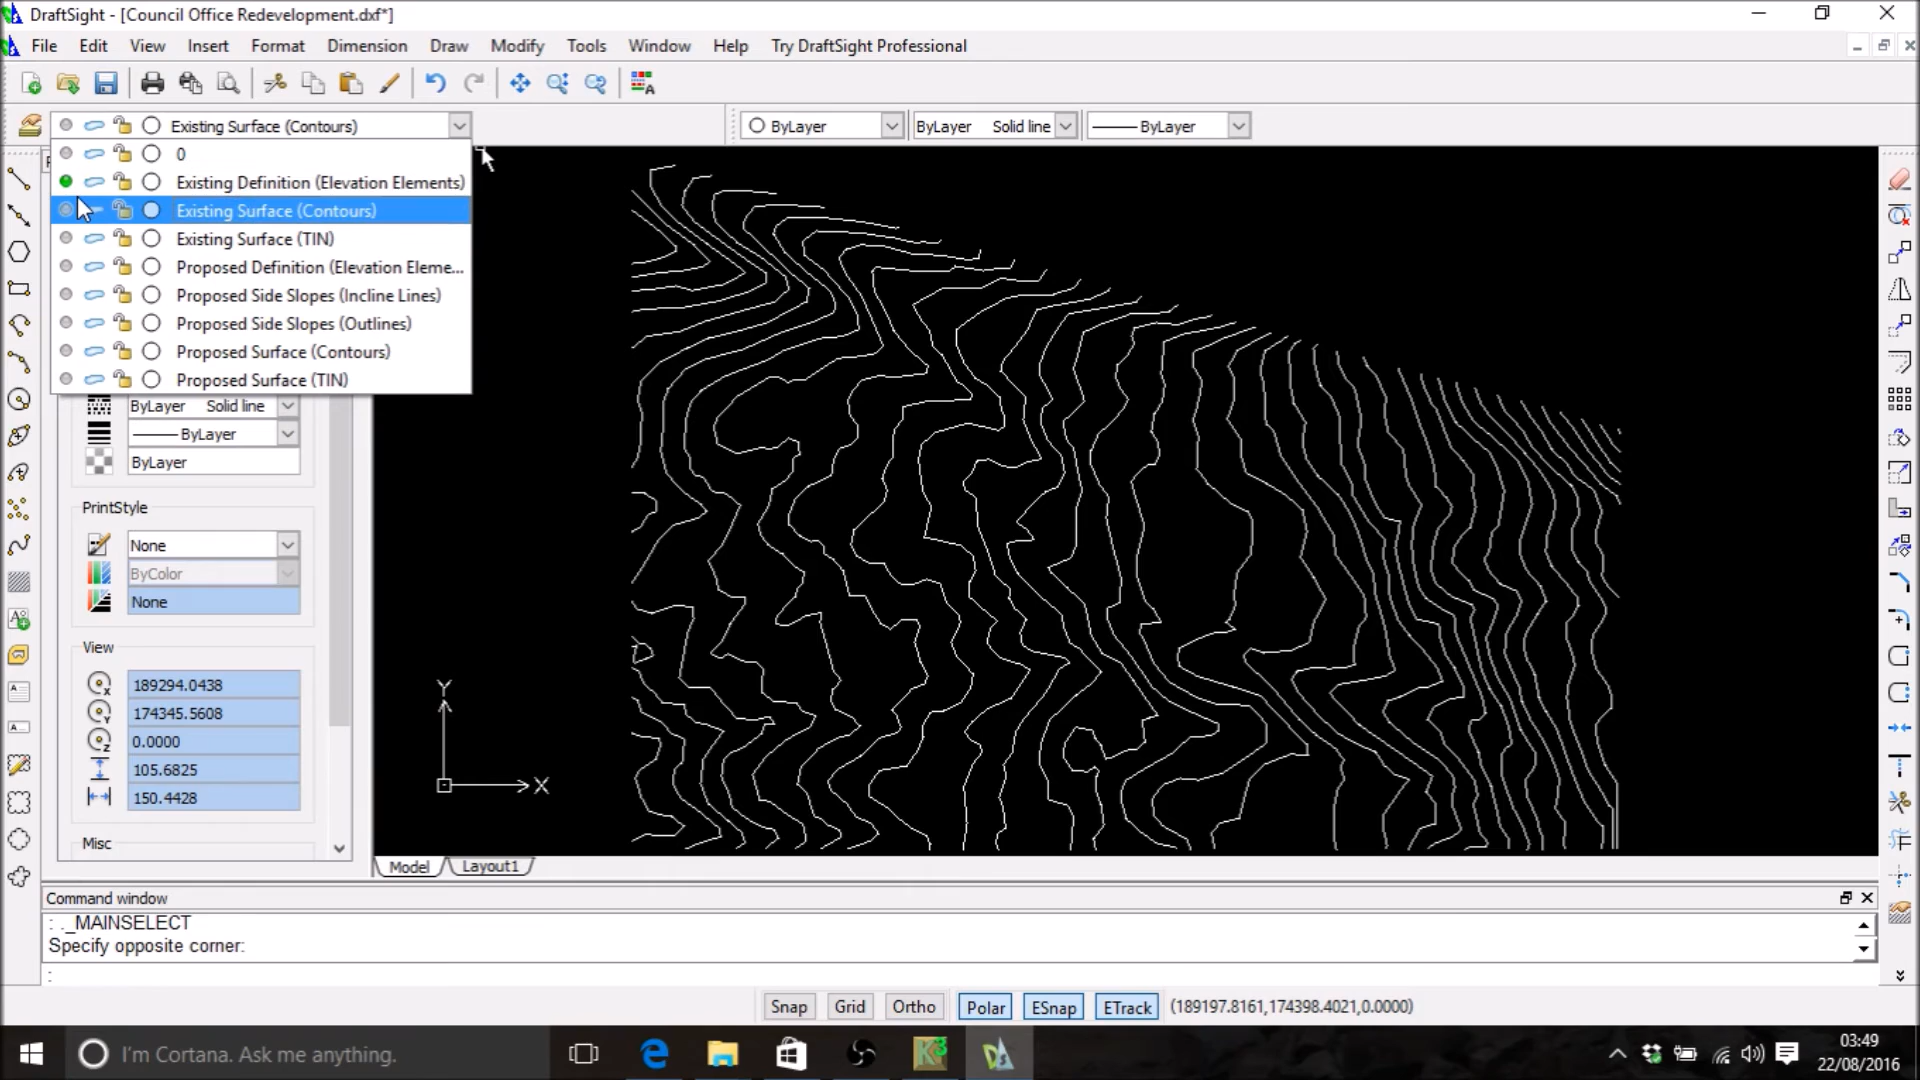 DraftSight - [Council Office Redevelopment.dxf*]
File Edit View Insert Format Dimension Draw Modify Tools Window Help Try DraftSight Professional
Existing Surface (Contours)
ByLayer
ByLayer Solid line
ByLayer
0
Existing Definition (Elevation Elements)
Existing Surface (Contours)
Existing Surface (TIN)
Proposed Definition (Elevation Eleme...
Proposed Side Slopes (Incline Lines)
Proposed Side Slopes (Outlines)
Proposed Surface (Contours)
Proposed Surface (TIN)
ByLayer Solid line
ByLayer
ByLayer
PrintStyle
None
ByColor
None
View
189294.0438
174345.5608
0.0000
105.6825
150.4428
Misc
Y
X
Model Layout1
Command window
: ._MAINSELECT
Specify opposite corner:
:
Snap Grid Ortho Polar ESnap ETrack (189197.8161,174398.4021,0.0000)
I'm Cortana. Ask me anything.
03:49
22/08/2016